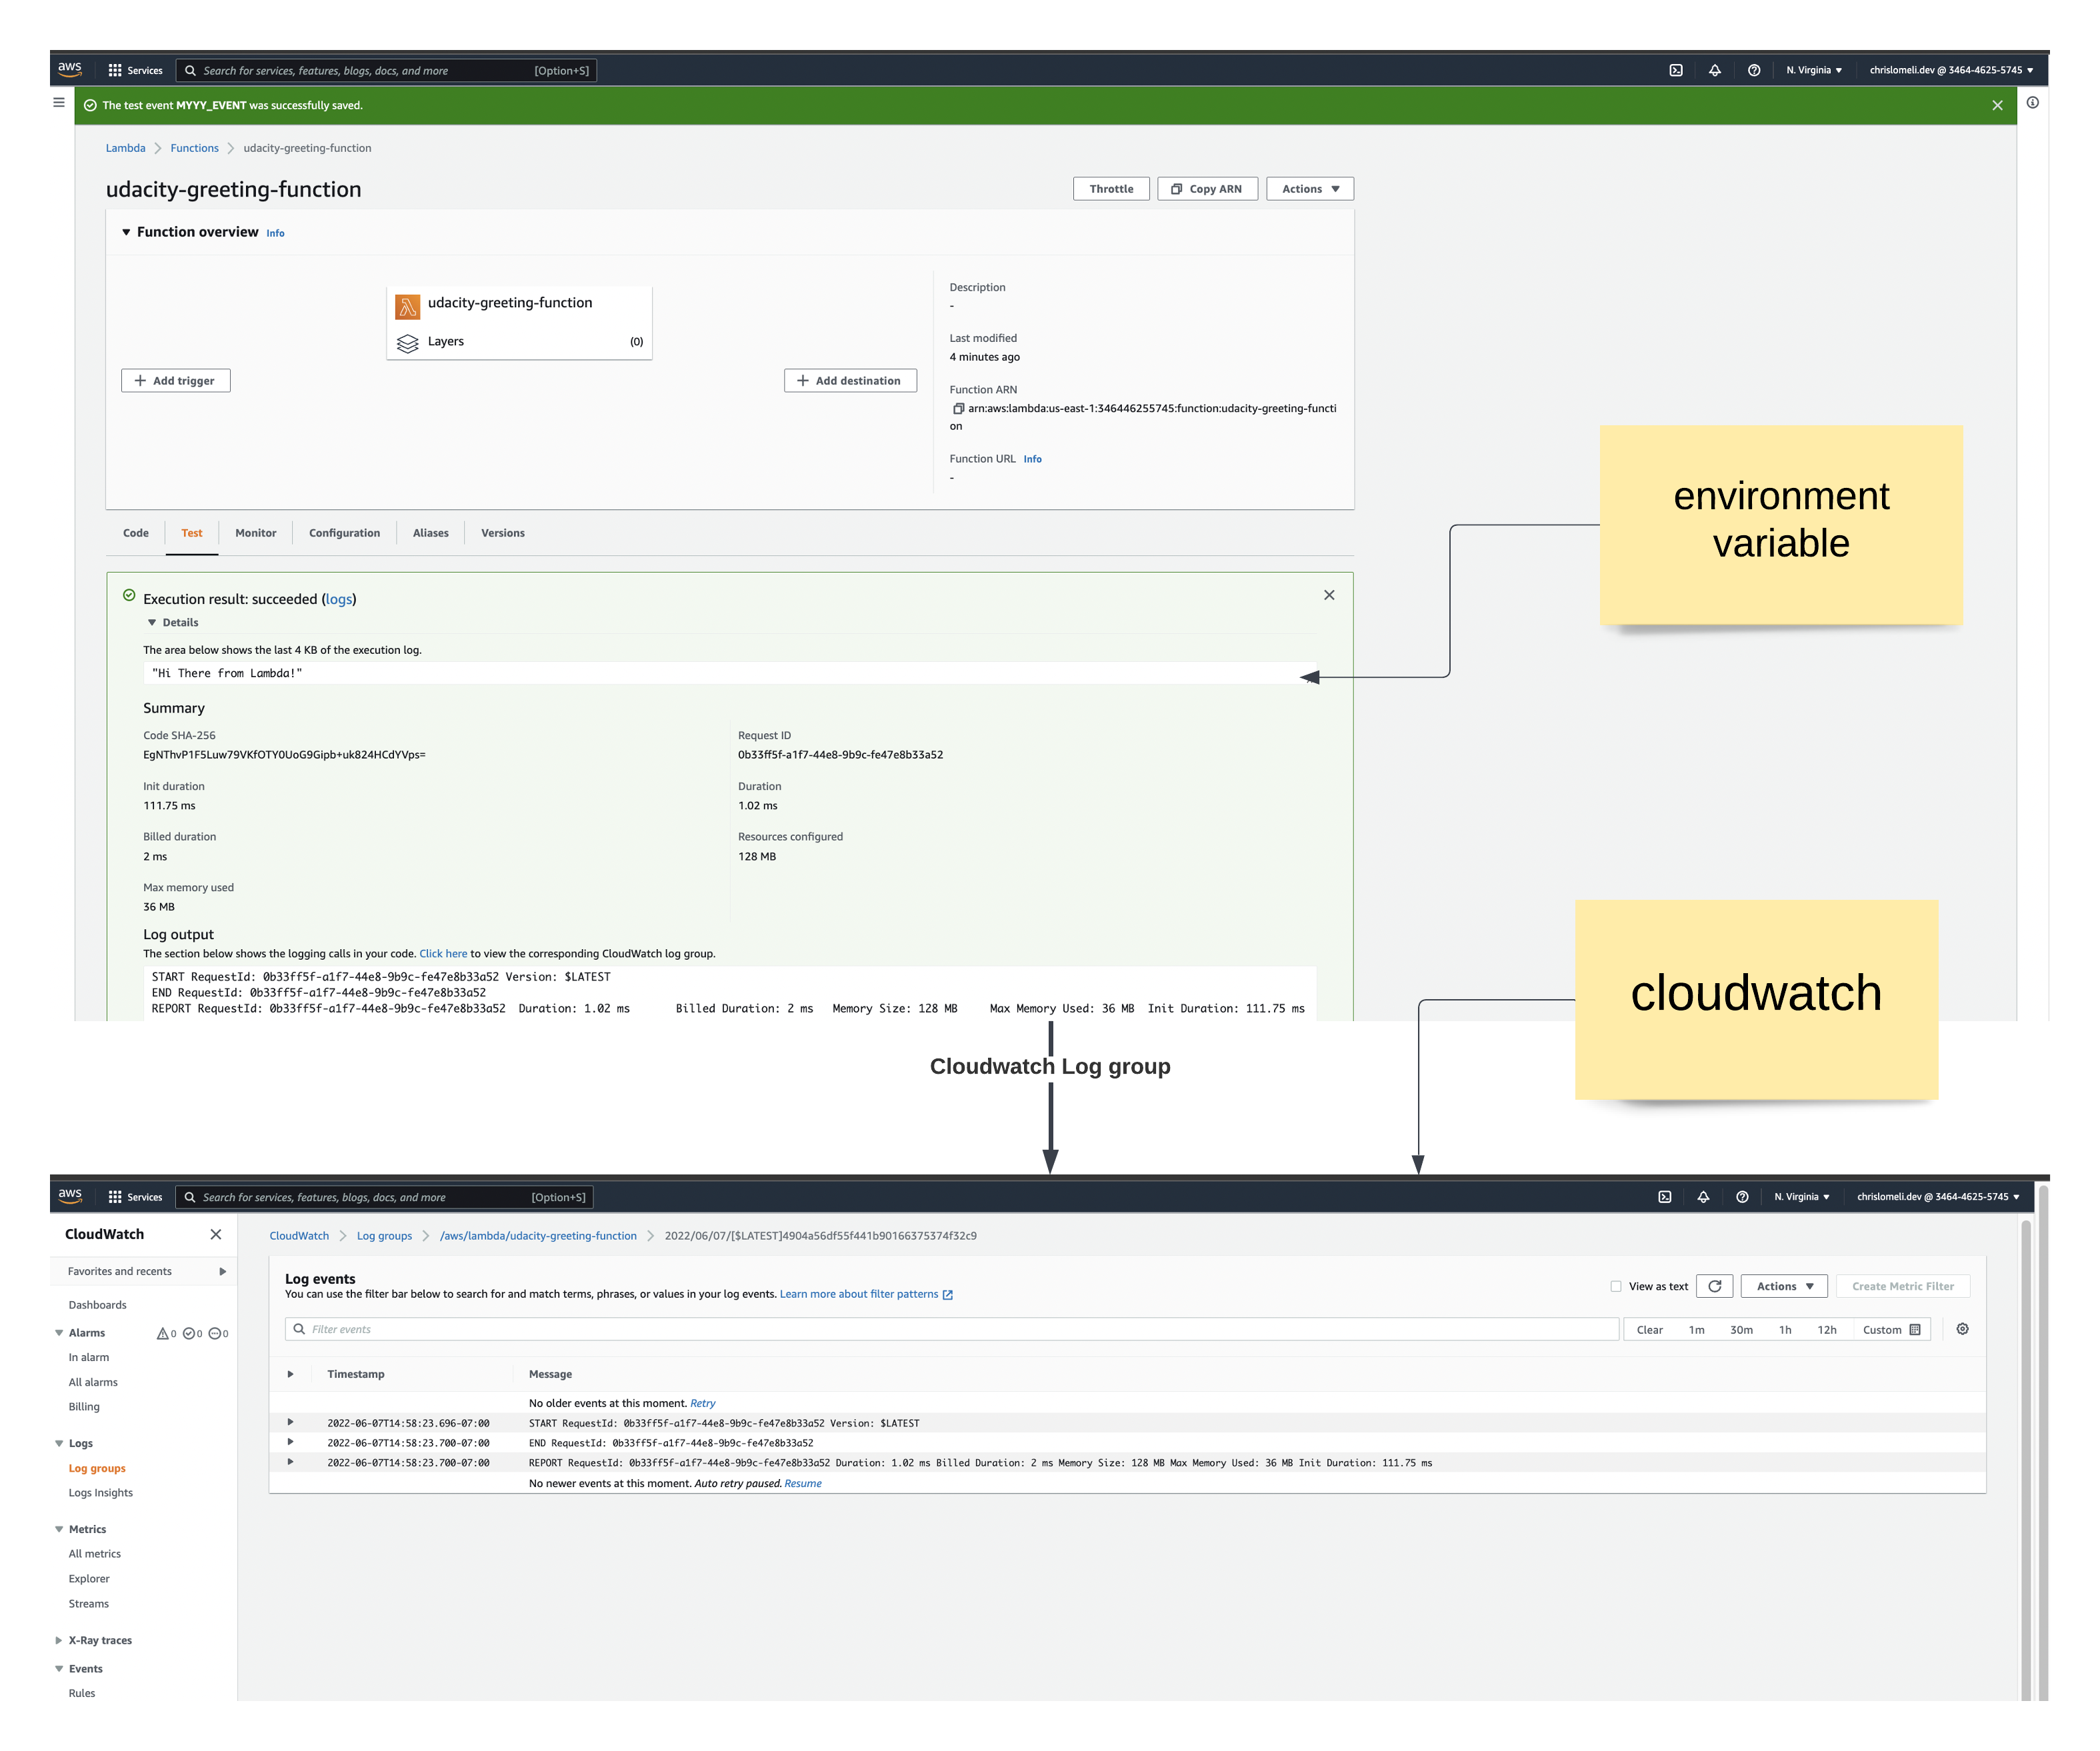 aws Services Search for services, features, blogs, docs, and more [Option+S] N. Virginia ▼ chrislomeli.dev @ 3464-4625-5745 ▼
The test event MYYY_EVENT was successfully saved.
Lambda > Functions > udacity-greeting-function
udacity-greeting-function Throttle Copy ARN Actions ▼
▼ Function overview Info
udacity-greeting-function
Layers (0)
+ Add trigger
+ Add destination
Description
-
Last modified
4 minutes ago
Function ARN
arn:aws:lambda:us-east-1:346446255745:function:udacity-greeting-functi
on
Function URL Info
-
environment
variable
Code Test Monitor Configuration Aliases Versions
Execution result: succeeded (logs)
▼ Details
The area below shows the last 4 KB of the execution log.
"Hi There from Lambda!"
Summary
Code SHA-256
EgNThvP1F5Luw79VKfOTY0UoG9Gipb+uk824HCdYVps=
Request ID
0b33ff5f-a1f7-44e8-9b9c-fe47e8b33a52
Init duration
111.75 ms
Duration
1.02 ms
Billed duration
2 ms
Resources configured
128 MB
Max memory used
36 MB
Log output
The section below shows the logging calls in your code. Click here to view the corresponding CloudWatch log group.
START RequestId: 0b33ff5f-a1f7-44e8-9b9c-fe47e8b33a52 Version: $LATEST
END RequestId: 0b33ff5f-a1f7-44e8-9b9c-fe47e8b33a52
REPORT RequestId: 0b33ff5f-a1f7-44e8-9b9c-fe47e8b33a52 Duration: 1.02 ms Billed Duration: 2 ms Memory Size: 128 MB Max Memory Used: 36 MB Init Duration: 111.75 ms
cloudwatch
Cloudwatch Log group
aws Services Search for services, features, blogs, docs, and more [Option+S] N. Virginia ▼ chrislomeli.dev @ 3464-4625-5745 ▼
CloudWatch
Favorites and recents
Dashboards
Alarms 0 0 0
In alarm
All alarms
Billing
Logs
Log groups
Logs Insights
Metrics
All metrics
Explorer
Streams
X-Ray traces
Events
Rules
CloudWatch > Log groups > /aws/lambda/udacity-greeting-function > 2022/06/07/[$LATEST]4904a56df55f441b90166375374f32c9
Log events
You can use the filter bar below to search for and match terms, phrases, or values in your log events. Learn more about filter patterns
View as text Actions ▼ Create Metric Filter
Filter events Clear 1m 30m 1h 12h Custom
Timestamp Message
No older events at this moment. Retry
2022-06-07T14:58:23.696-07:00 START RequestId: 0b33ff5f-a1f7-44e8-9b9c-fe47e8b33a52 Version: $LATEST
2022-06-07T14:58:23.700-07:00 END RequestId: 0b33ff5f-a1f7-44e8-9b9c-fe47e8b33a52
2022-06-07T14:58:23.700-07:00 REPORT RequestId: 0b33ff5f-a1f7-44e8-9b9c-fe47e8b33a52 Duration: 1.02 ms Billed Duration: 2 ms Memory Size: 128 MB Max Memory Used: 36 MB Init Duration: 111.75 ms
No newer events at this moment. Auto retry paused. Resume